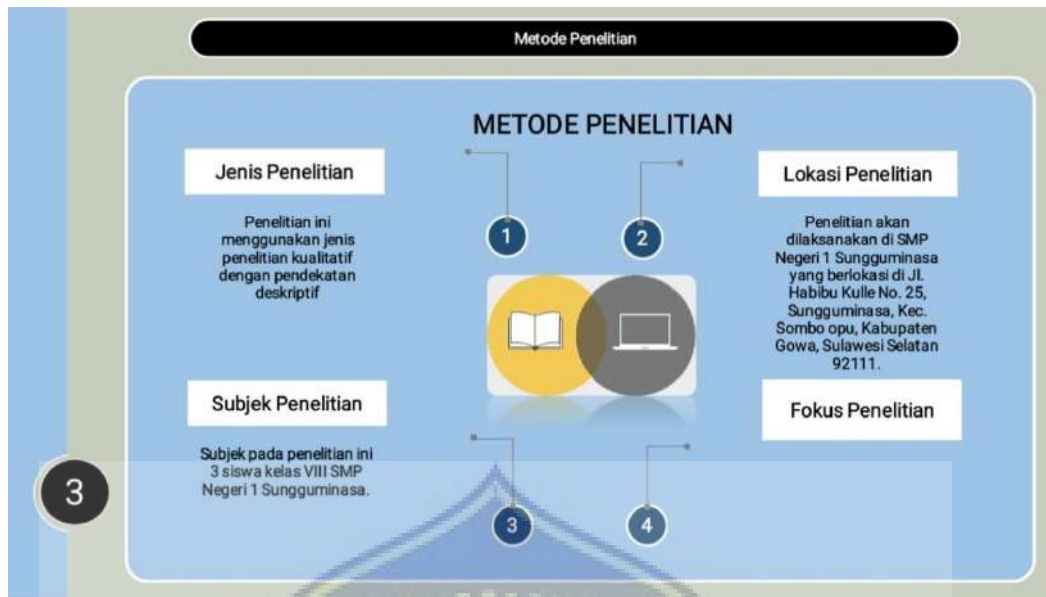 Metode Penelitian
METODE PENELITIAN
Jenis Penelitian
Penelitian ini
menggunakan jenis
penelitian kualitatif
dengan pendekatan
deskriptif
1
2
Lokasi Penelitian
Penelitian akan
dilaksanakan di SMP
Negeri 1 Sungguminasa
yang berlokasi di Jl.
Habibu Kulle No. 25,
Sungguminasa, Kec.
Sombo opu, Kabupaten
Gowa, Sulawesi Selatan
92111.
Subjek Penelitian
Subjek pada penelitian ini
3 siswa kelas VIII SMP
Negeri 1 Sungguminasa.
3
4
Fokus Penelitian
3